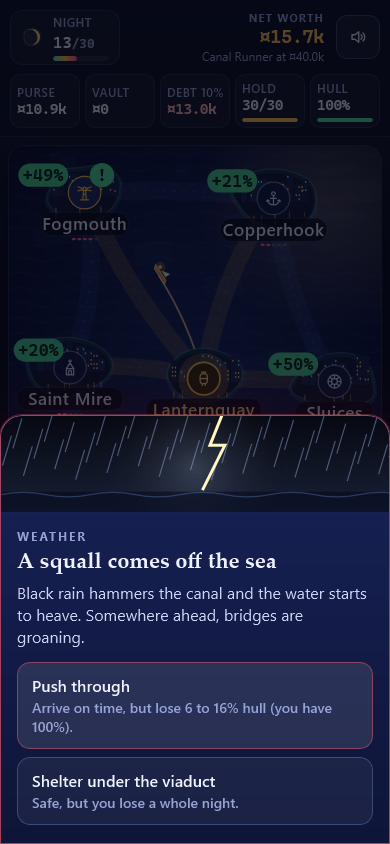 NIGHT
13/30
NET WORTH
¤15.7k
Canal Runner at ¤40.0k
PURSE
¤10.9k
VAULT
¤0
DEBT 10%
¤13.0k
HOLD
30/30
HULL
100%
+49%
!
+21%
Fogmouth
Copperhook
+20%
+50%
Saint Mire
Lanternquay
Sluices
WEATHER
A squall comes off the sea
Black rain hammers the canal and the water starts
to heave. Somewhere ahead, bridges are
groaning.
Push through
Arrive on time, but lose 6 to 16% hull (you have
100%).
Shelter under the viaduct
Safe, but you lose a whole night.